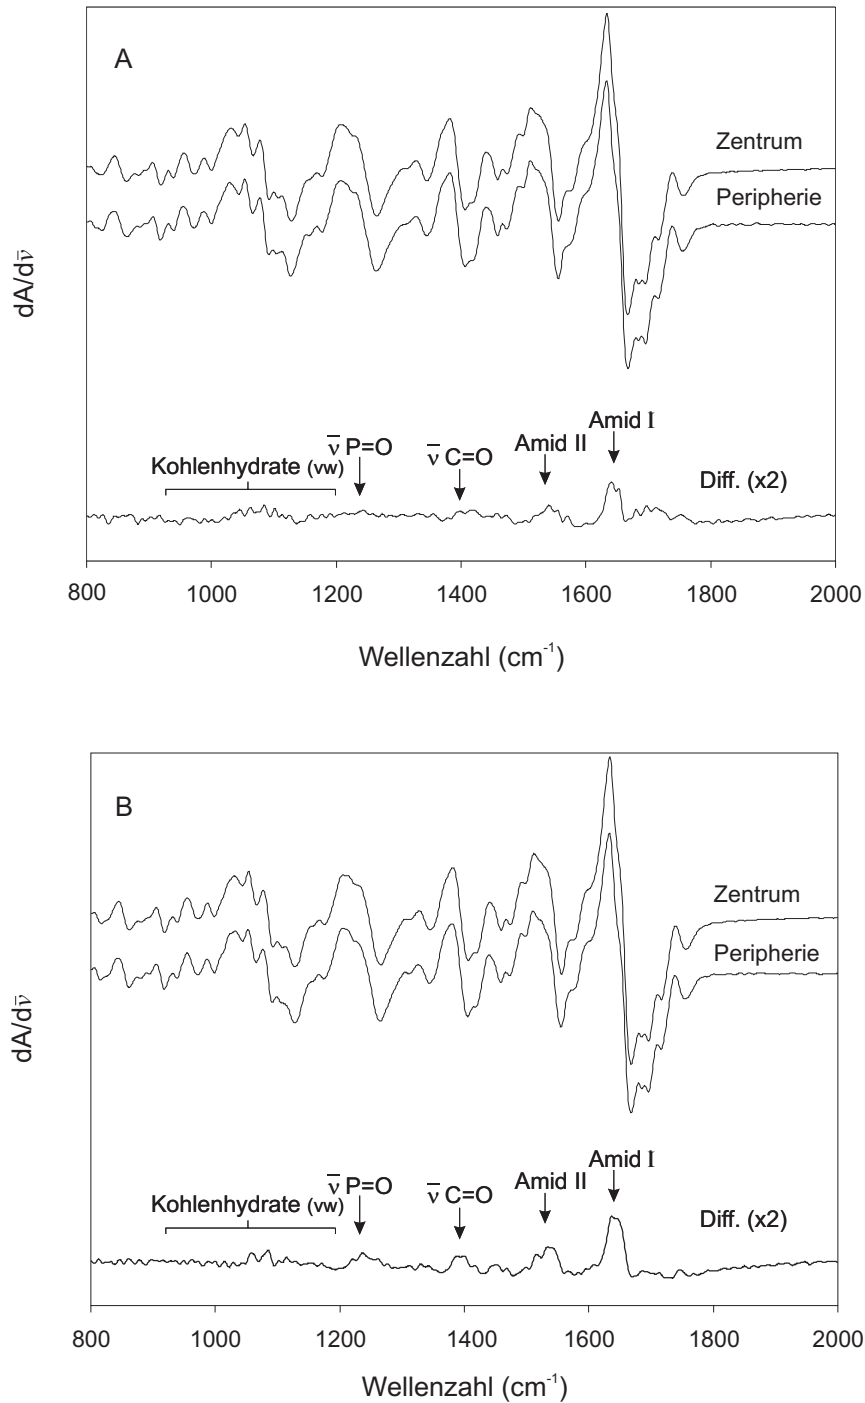 A
Zentrum
Peripherie
dA/dν̅
Amid I
ν̅ P=O
Amid II
ν̅ C=O
Kohlenhydrate (vw)
Diff. (x2)
800 1000 1200 1400 1600 1800 2000
Wellenzahl (cm⁻¹)
B
Zentrum
Peripherie
dA/dν̅
Amid I
ν̅ P=O
Amid II
ν̅ C=O
Kohlenhydrate (vw)
Diff. (x2)
800 1000 1200 1400 1600 1800 2000
Wellenzahl (cm⁻¹)